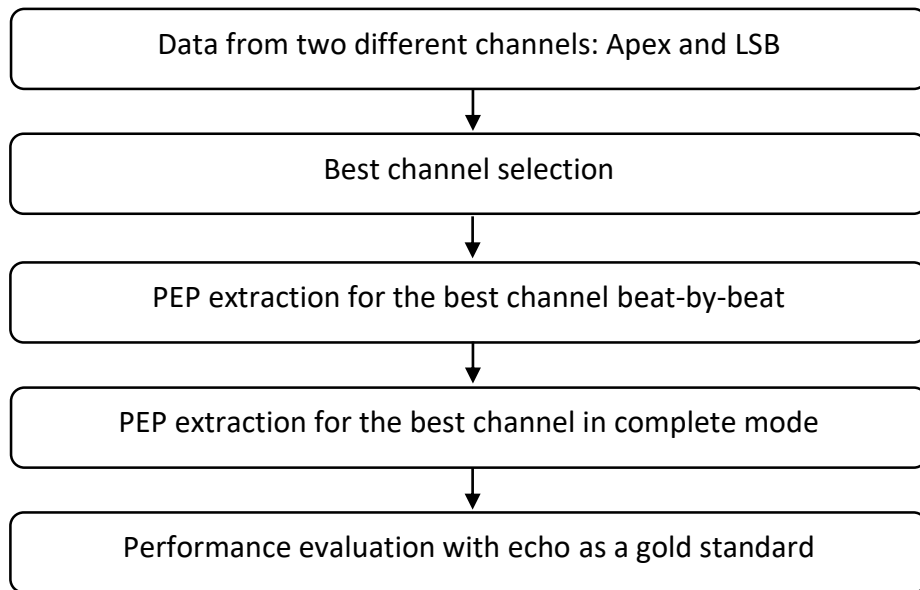 Data from two different channels: Apex and LSB
Best channel selection
PEP extraction for the best channel beat-by-beat
PEP extraction for the best channel in complete mode
Performance evaluation with echo as a gold standard